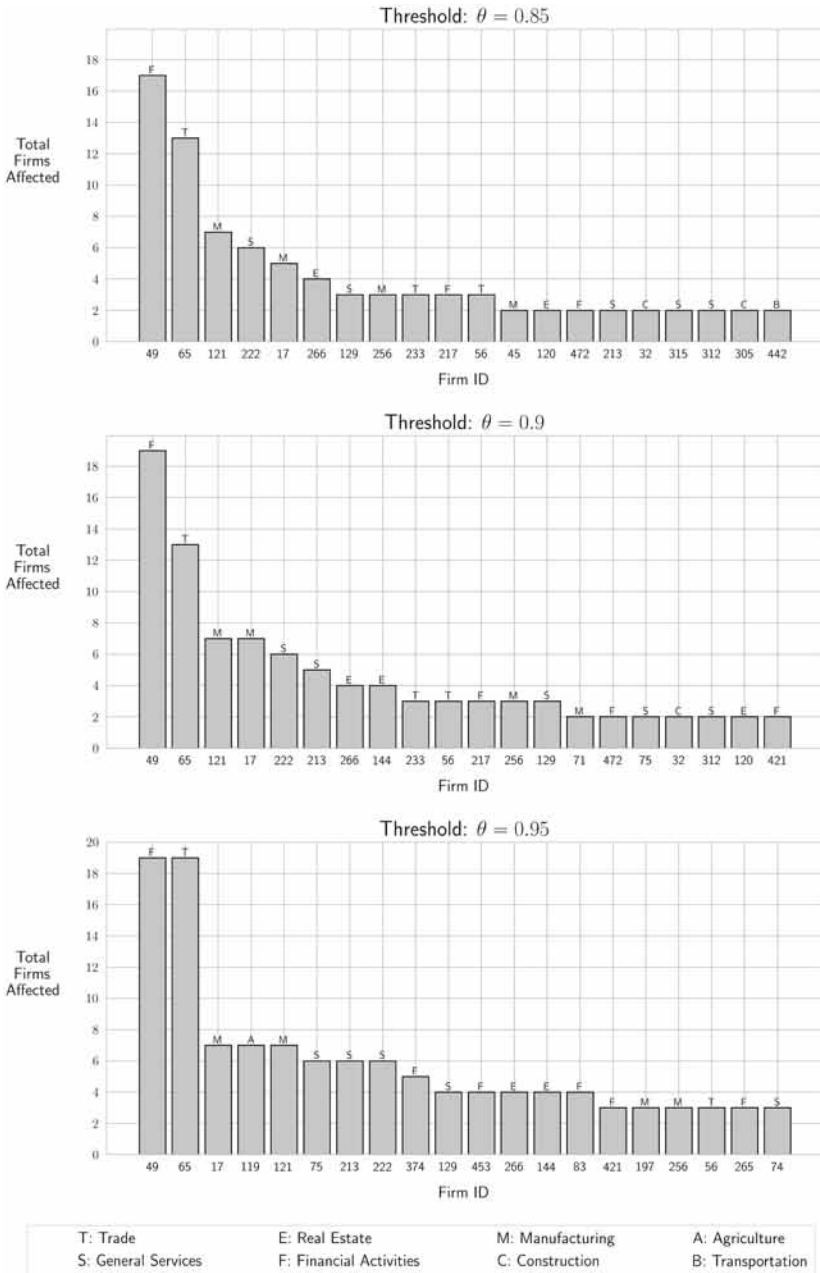 Threshold: θ = 0.85
18
16
14
12
10
8
6
4
2
0
Total
Firms
Affected
F T M S M E S M T F T M E F S C S S C B
49 65 121 222 17 266 129 256 233 217 56 45 120 472 213 32 315 312 305 442
Firm ID
Threshold: θ = 0.9
18
16
14
12
10
8
6
4
2
0
Total
Firms
Affected
F T M M S S E E T T F M S M F S C S E F
49 65 121 17 222 213 266 144 233 56 217 256 129 71 472 75 32 312 120 421
Firm ID
Threshold: θ = 0.95
20
18
16
14
12
10
8
6
4
2
0
Total
Firms
Affected
F T M A M S S S F S F E E F F M M T F S
49 65 17 119 121 75 213 222 374 129 453 266 144 83 421 197 256 56 265 74
Firm ID
T: Trade E: Real Estate M: Manufacturing A: Agriculture
S: General Services F: Financial Activities C: Construction B: Transportation